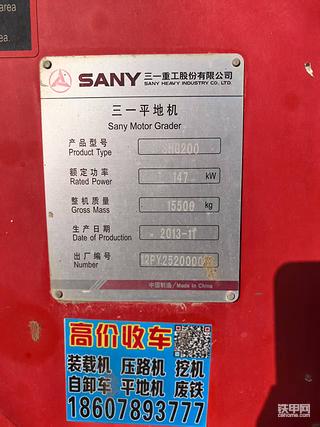 area
area.
SANY 三一重工股份有限公司
SANY HEAVY INDUSTRY CO., LTD.
三一平地机
Sany Motor Grader
产品型号
Product Type
SHG200
额定功率
Rated Power
147 kW
整机质量
Gross Mass
15500 kg
生产日期
Date of Production
2013-11
出厂编号
Number
中国制造/Made in China
高价收车
装载机 压路机 挖机
自卸车 平地机 废铁
18607893777
铁甲网